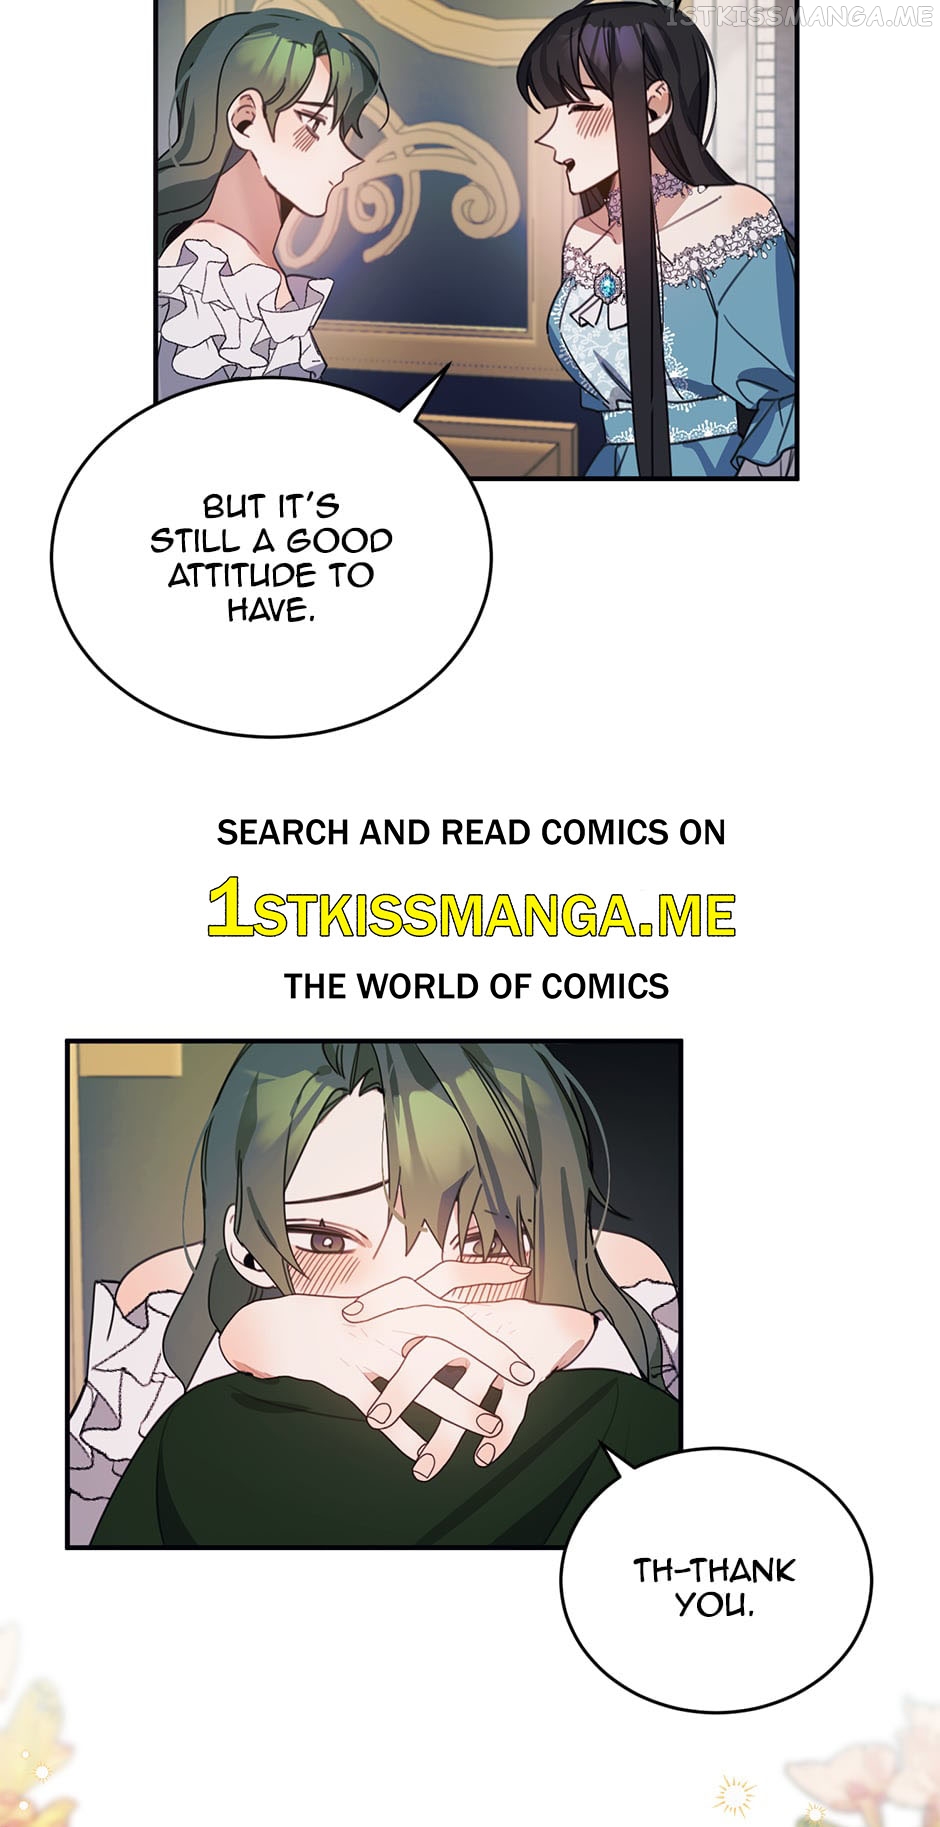 1STKISSMANGA.ME
BUT IT'S
STILL A GOOD
ATTITUDE TO
HAVE.
SEARCH AND READ COMICS ON
1STKISSMANGA.ME
THE WORLD OF COMICS
TH-THANK
YOU.